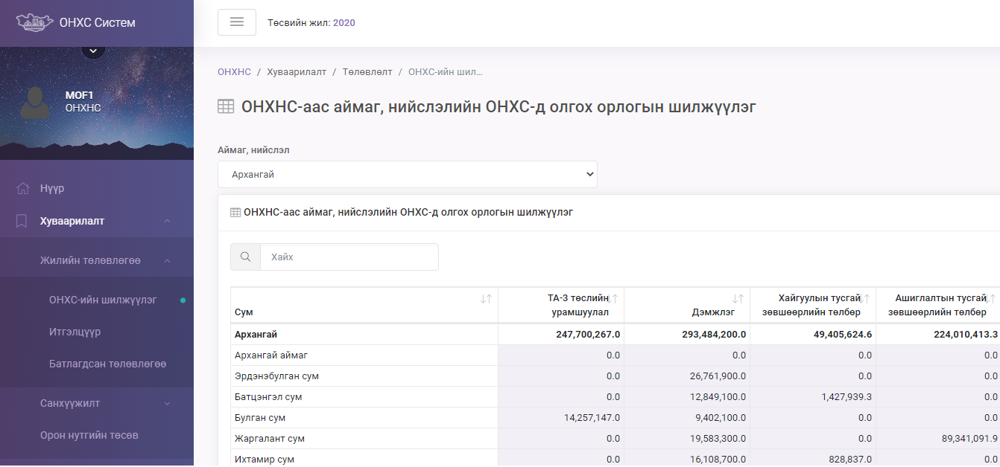 ОНХС Систем
Төсвийн жил: 2020
MOF1
ОНХНС
Нүүр
Хуваарилалт
Жилийн төлөвлөгөө
ОНХС-ийн шилжүүлэг
Итгэлцүүр
Батлагдсан төлөвлөгөө
Санхүүжилт
Орон нутгийн төсөв
ОНХНС / Хуваарилалт / Төлөвлөлт / ОНХС-ийн шил...
ОНХНС-аас аймаг, нийслэлийн ОНХС-д олгох орлогын шилжүүлэг
Аймаг, нийслэл
Архангай
ОНХНС-аас аймаг, нийслэлийн ОНХС-д олгох орлогын шилжүүлэг
Хайх
Сум ТА-3 төслийн урамшуулал Дэмжлэг Хайгуулын тусгай зөвшөөрлийн төлбөр Ашиглалтын тусгай зөвшөөрлийн төлбөр
Архангай 247,700,267.0 293,484,200.0 49,405,624.6 224,010,413.3
Архангай аймаг 0.0 0.0 0.0 0.0
Эрдэнэбулган сум 0.0 26,761,900.0 0.0 0.0
Батцэнгэл сум 0.0 12,849,100.0 1,427,939.3 0.0
Булган сум 14,257,147.0 9,402,100.0 0.0 0.0
Жаргалант сум 0.0 19,583,300.0 0.0 89,341,091.9
Ихтамир сум 0.0 16,108,700.0 828,837.0 0.0